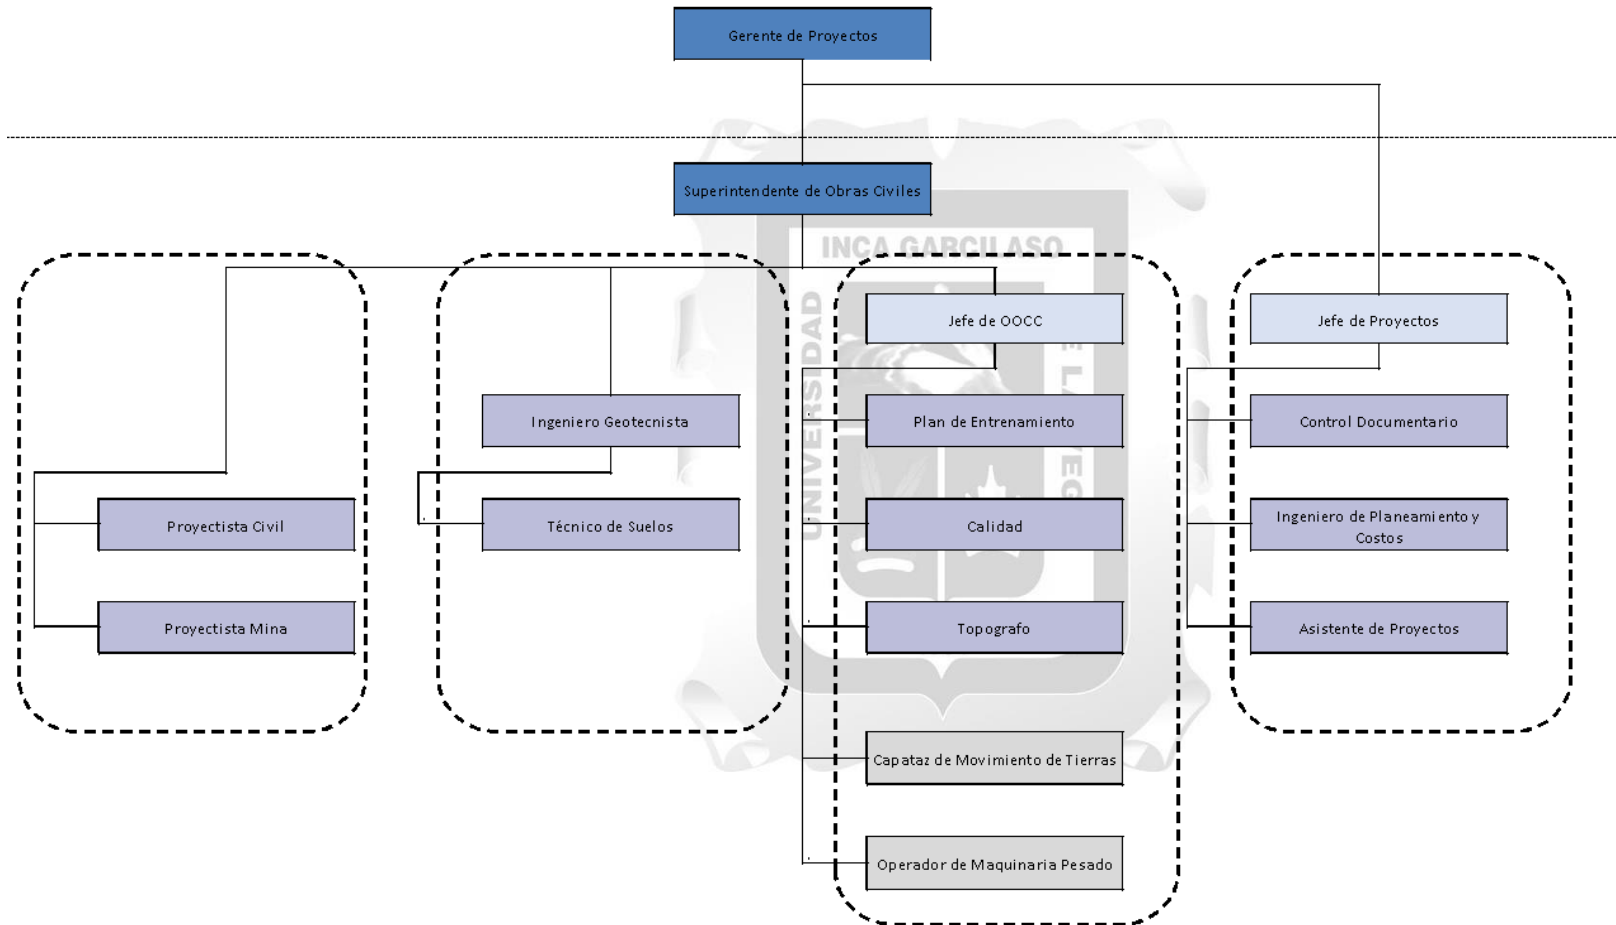 Gerente de Proyectos
Superintendente de Obras Civiles
INCA GARCILASO
UNIVERSIDAD
Jefe de OOCC
Jefe de Proyectos
Ingeniero Geotecnista
Plan de Entrenamiento
Control Documentario
Proyectista Civil
Técnico de Suelos
Calidad
Ingeniero de Planeamiento y
Costos
Proyectista Mina
Topografo
Asistente de Proyectos
Capataz de Movimiento de Tierras
Operador de Maquinaria Pesado